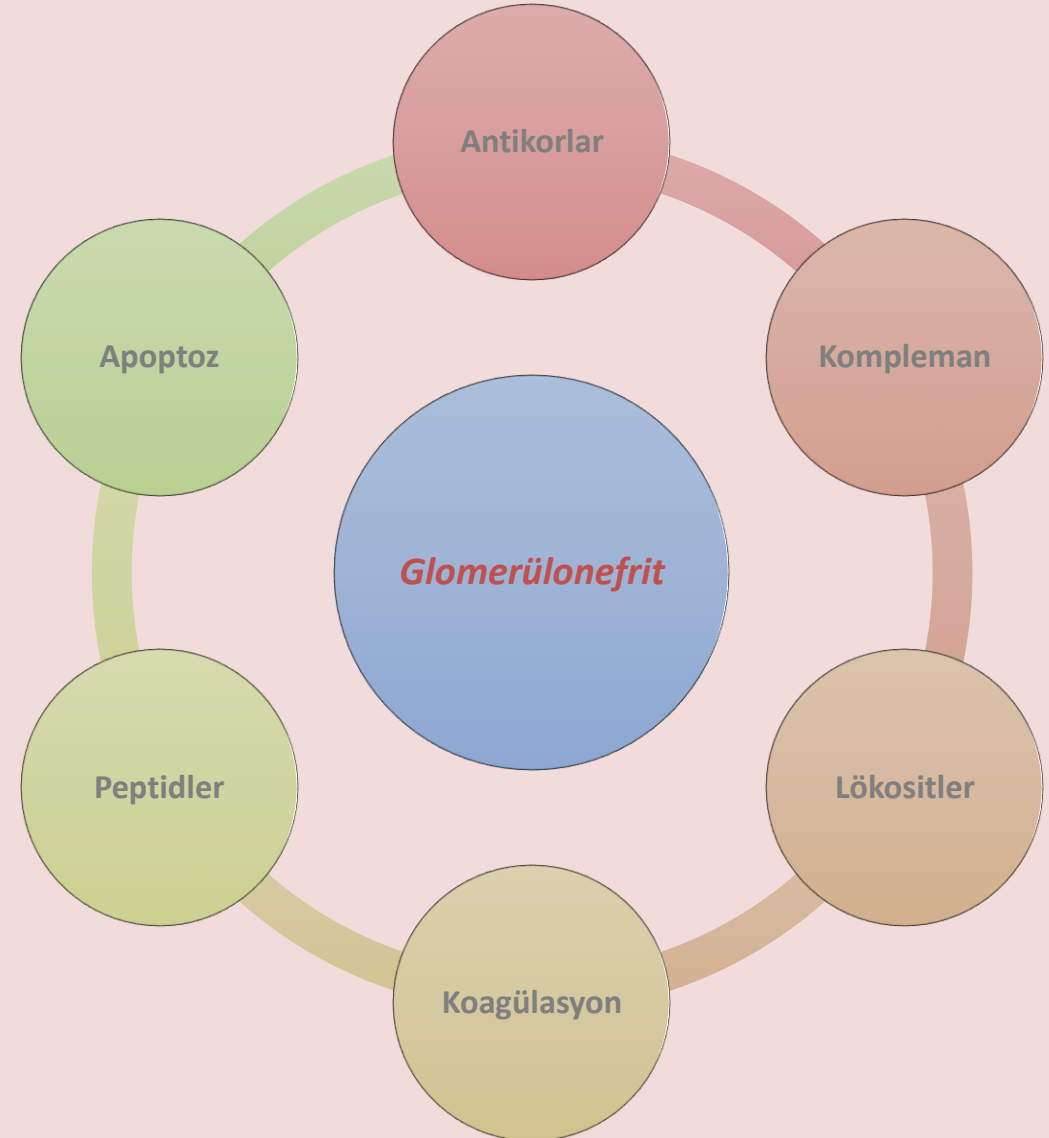 Antikorlar
Kompleman
Lökositler
Koagülasyon
Peptidler
Apoptoz
Glomerülonefrit